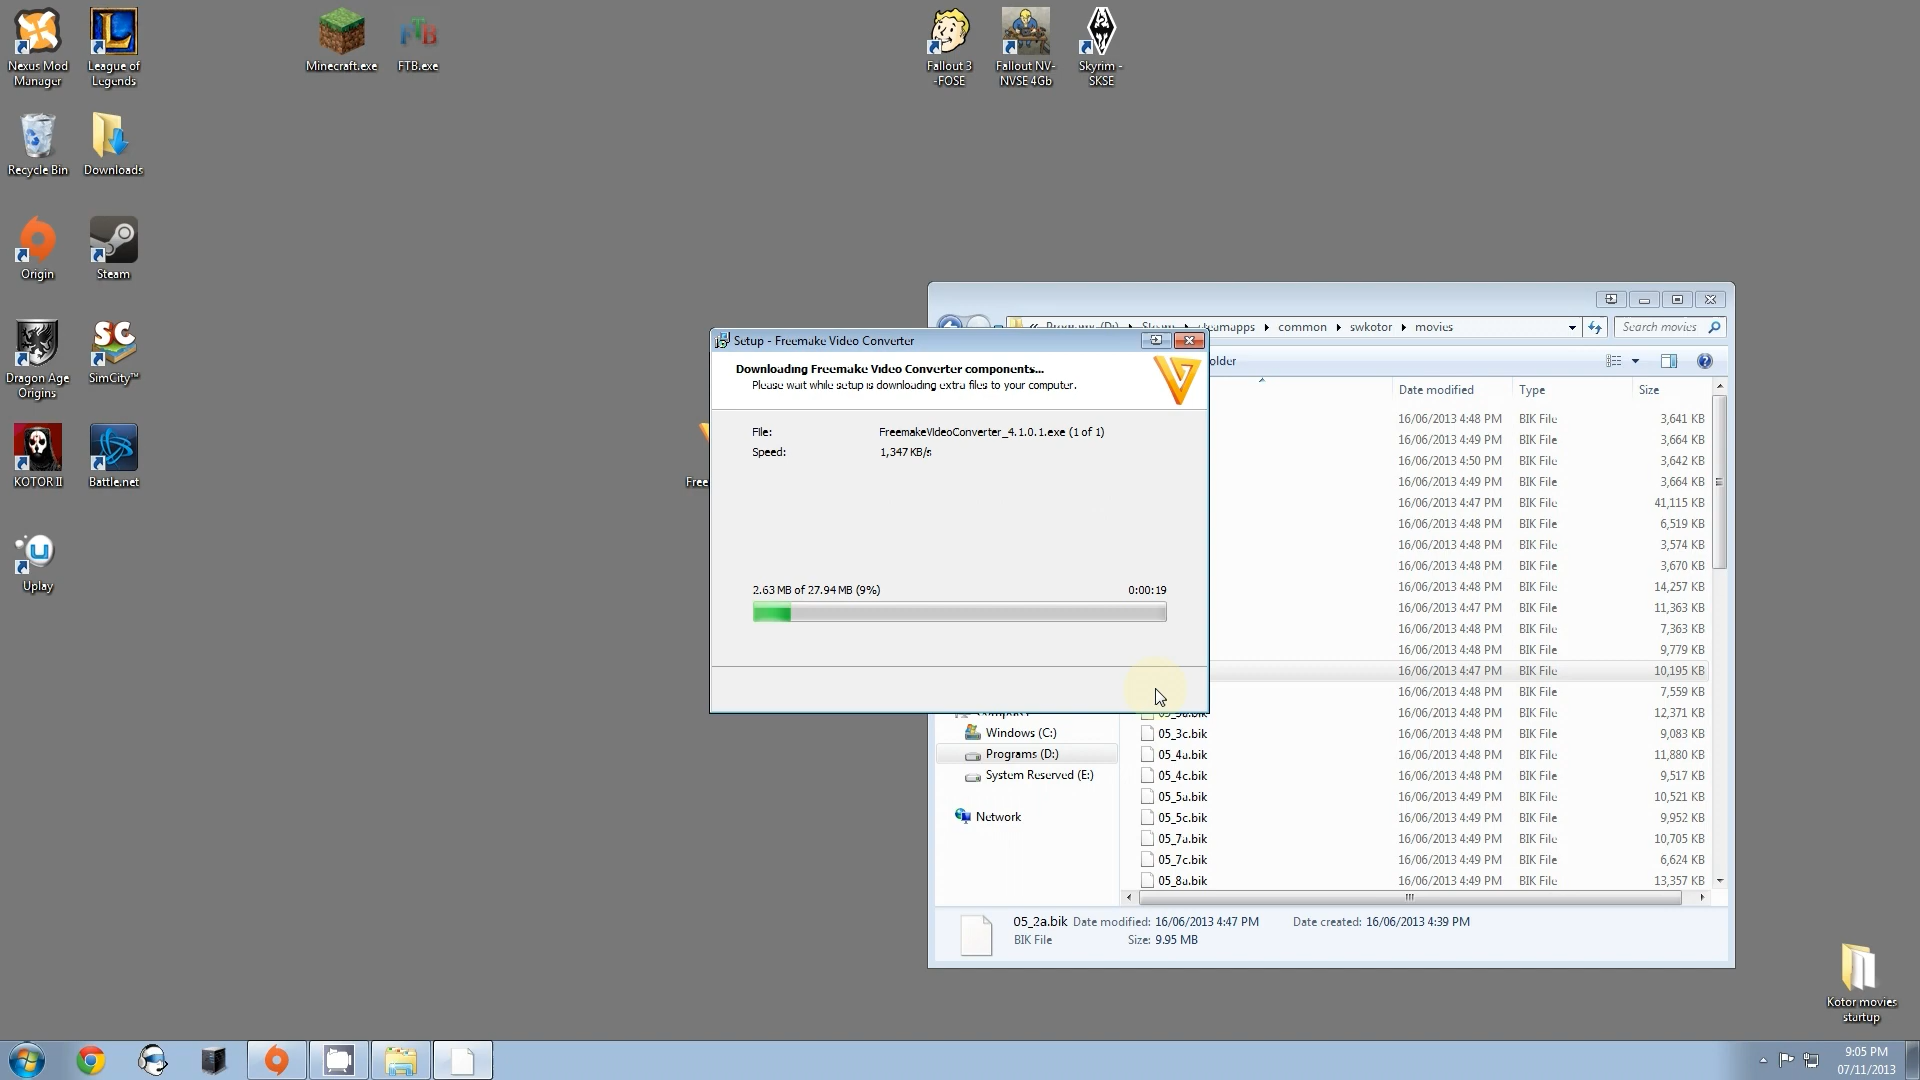 Nexus Mod
Manager
League of
Legends
Minecraft.exe
FTB.exe
Fallout 3
-FOSE
Fallout NV-
NVSE 4Gb
Skyrim -
SKSE
Recycle Bin
Downloads
Origin
Steam
Dragon Age
Origins
SimCity™
KOTOR II
Battle.net
Uplay
Free
Programs (D:) Steam steamapps common swkotor movies
Search movies
older
Date modified Type Size
16/06/2013 4:48 PM BIK File 3,641 KB
16/06/2013 4:49 PM BIK File 3,664 KB
16/06/2013 4:50 PM BIK File 3,642 KB
16/06/2013 4:49 PM BIK File 3,664 KB
16/06/2013 4:47 PM BIK File 41,115 KB
16/06/2013 4:48 PM BIK File 6,519 KB
16/06/2013 4:48 PM BIK File 3,574 KB
16/06/2013 4:48 PM BIK File 3,670 KB
16/06/2013 4:48 PM BIK File 14,257 KB
16/06/2013 4:47 PM BIK File 11,363 KB
16/06/2013 4:48 PM BIK File 7,363 KB
16/06/2013 4:48 PM BIK File 9,779 KB
16/06/2013 4:47 PM BIK File 10,195 KB
16/06/2013 4:48 PM BIK File 7,559 KB
16/06/2013 4:48 PM BIK File 12,371 KB
05_3c.bik 16/06/2013 4:48 PM BIK File 9,083 KB
05_4a.bik 16/06/2013 4:48 PM BIK File 11,880 KB
05_4c.bik 16/06/2013 4:48 PM BIK File 9,517 KB
05_5a.bik 16/06/2013 4:49 PM BIK File 10,521 KB
05_5c.bik 16/06/2013 4:49 PM BIK File 9,952 KB
05_7a.bik 16/06/2013 4:49 PM BIK File 10,705 KB
05_7c.bik 16/06/2013 4:49 PM BIK File 6,624 KB
05_8a.bik 16/06/2013 4:49 PM BIK File 13,357 KB
Windows (C:)
Programs (D:)
System Reserved (E:)
Network
05_2a.bik Date modified: 16/06/2013 4:47 PM Date created: 16/06/2013 4:39 PM
BIK File Size: 9.95 MB
Setup - Freemake Video Converter
Downloading Freemake Video Converter components...
Please wait while setup is downloading extra files to your computer.
File: FreemakeVideoConverter_4.1.0.1.exe (1 of 1)
Speed: 1,347 KB/s
2.63 MB of 27.94 MB (9%) 0:00:19
Kotor movies
startup
9:05 PM
07/11/2013